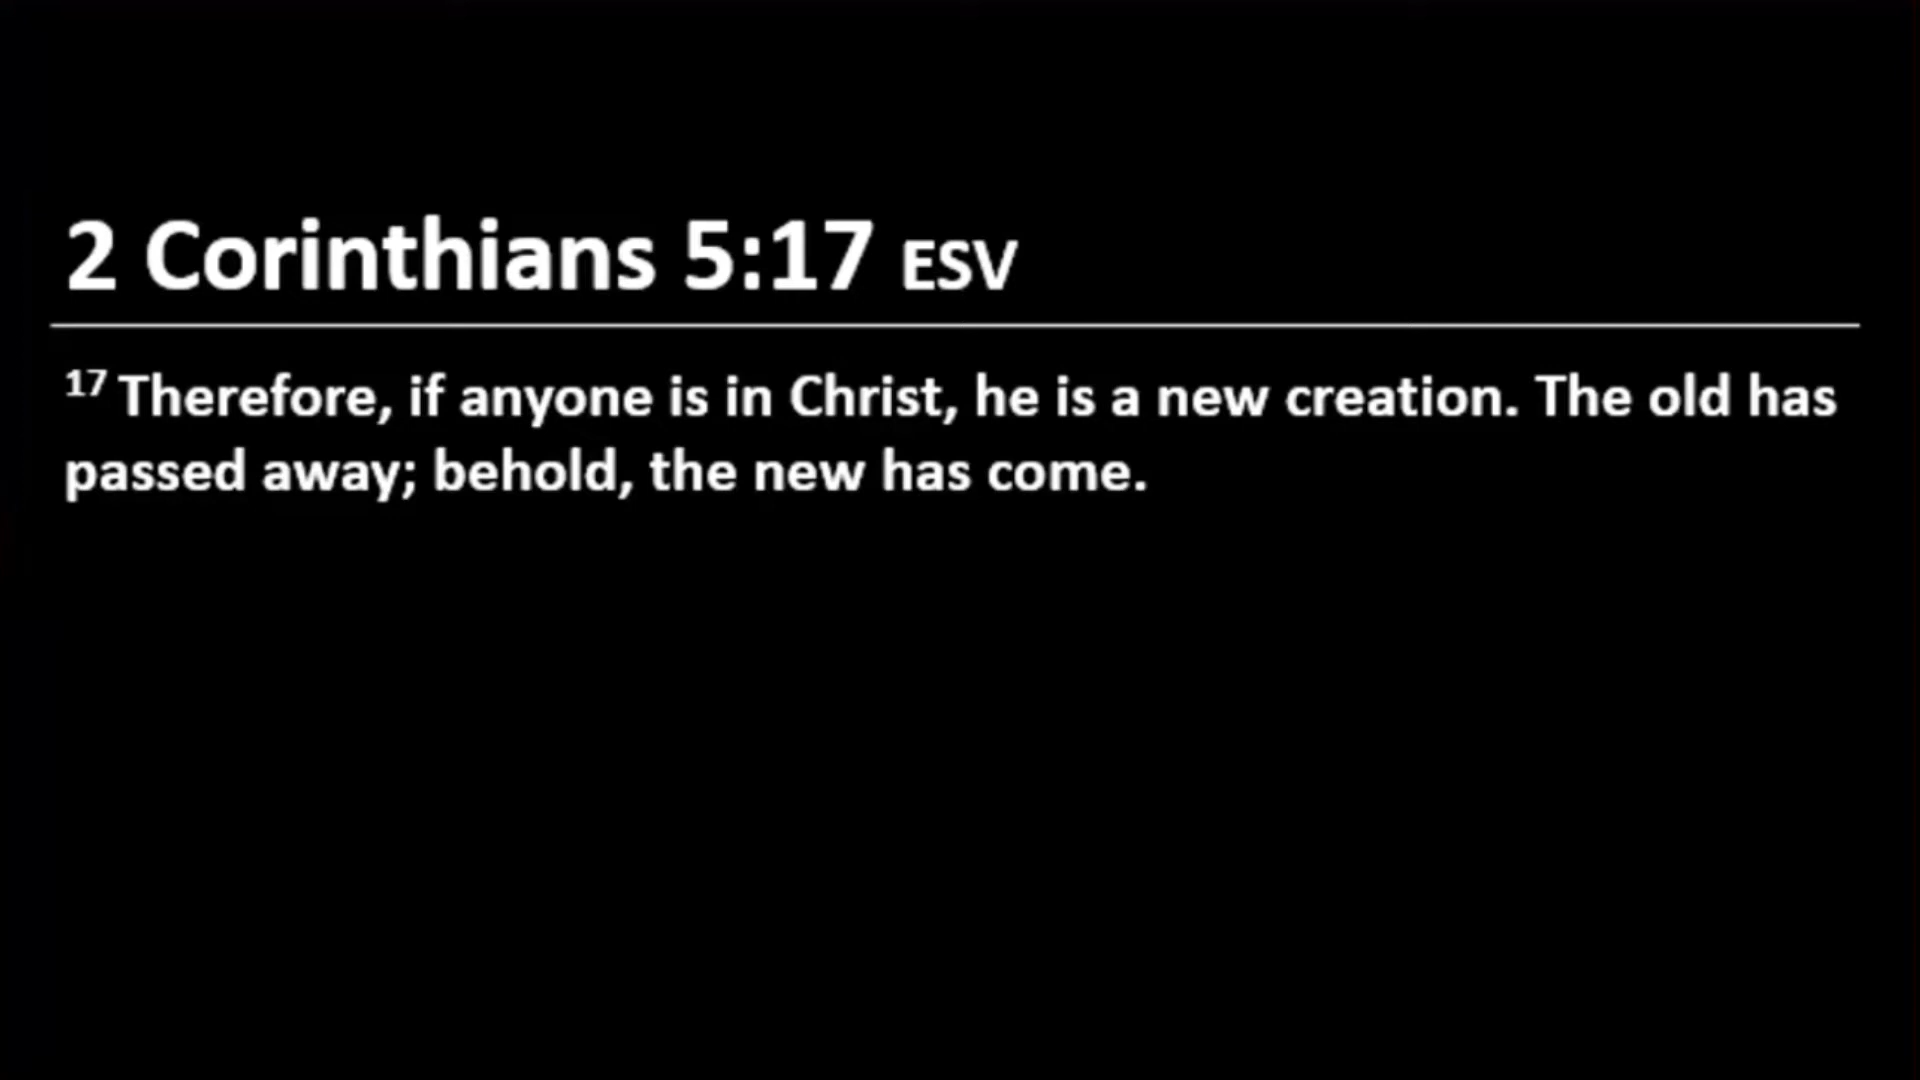 2 Corinthians 5:17 ESV
17 Therefore, if anyone is in Christ, he is a new creation. The old has
passed away; behold, the new has come.